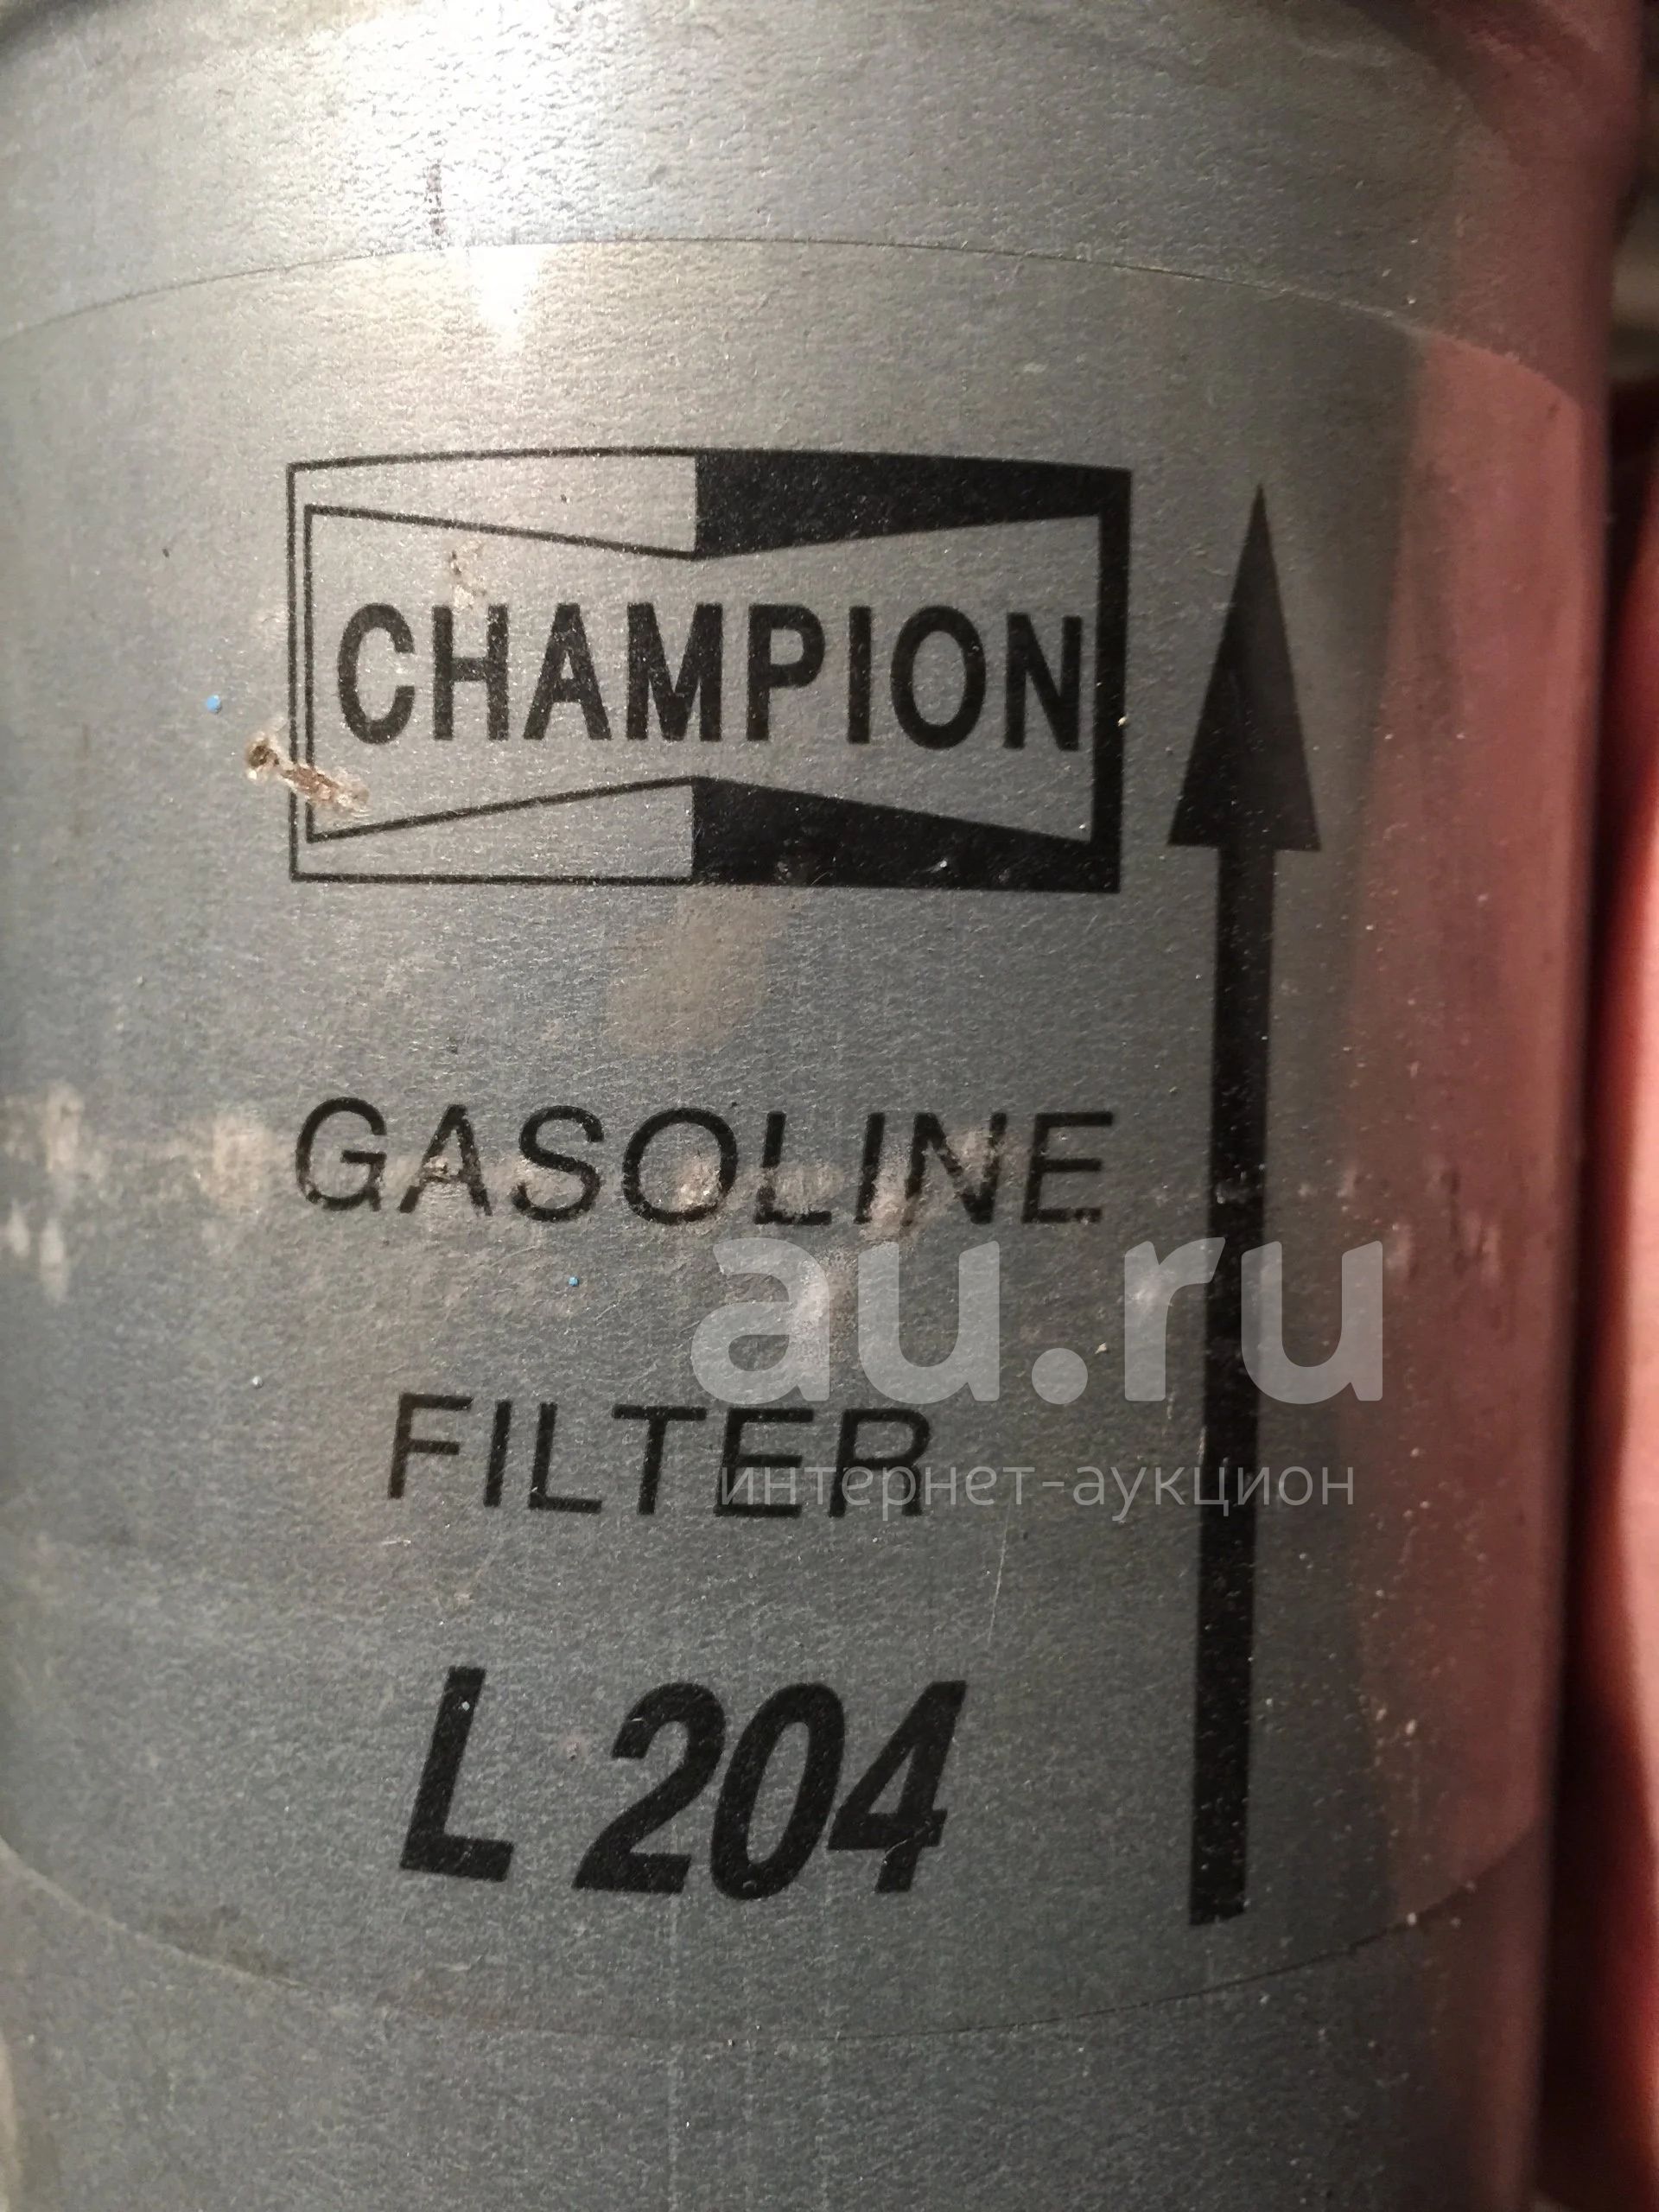 CHAMPION
GASOLINE
au.ru
FILTER
интернет-аукцион
L 204